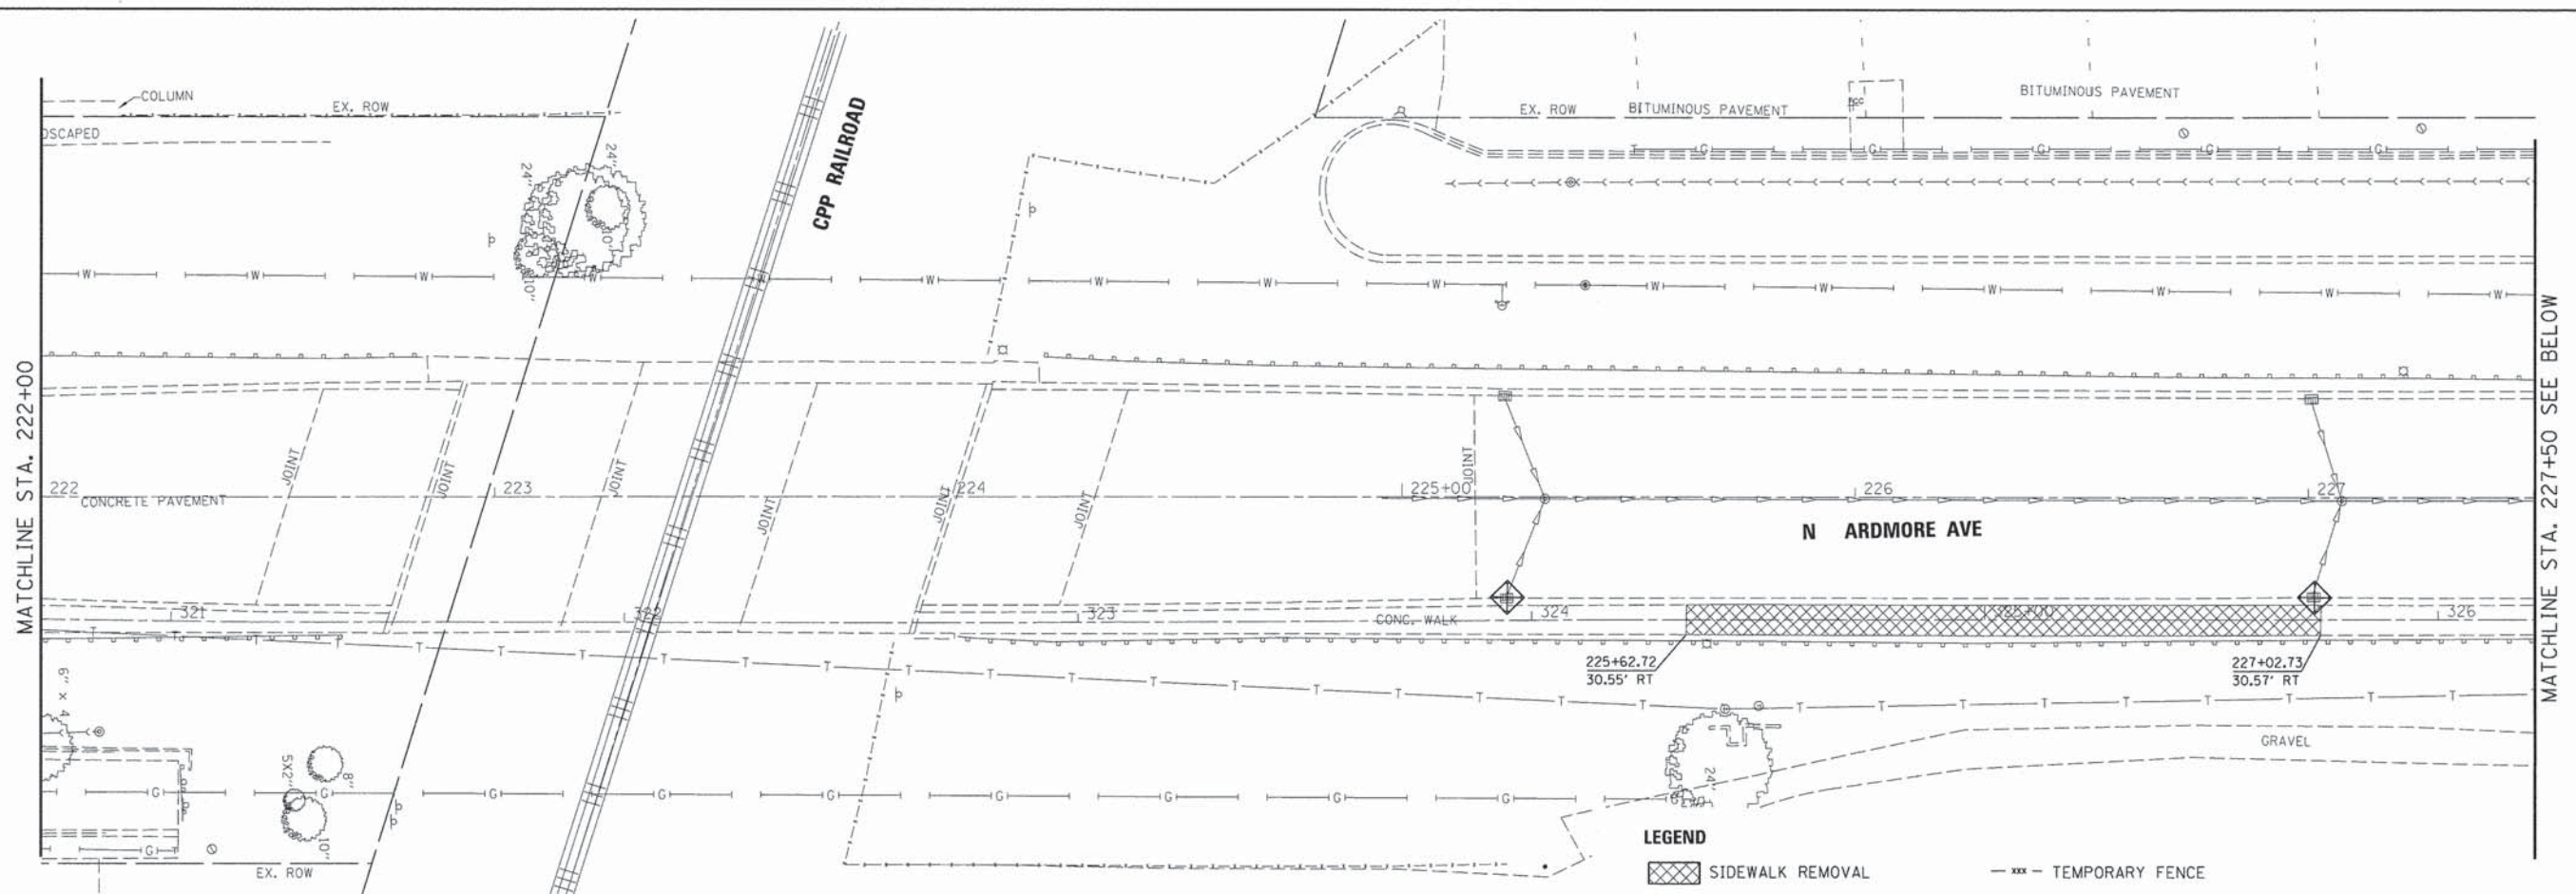 COLUMN
EX. ROW
DSCAPED
24"
24"
10"
10"
CPP RAILROAD
EX. ROW
BITUMINOUS PAVEMENT
PCC
BITUMINOUS PAVEMENT
T G G G G G
W W W W W W W W W W W W W W W
MATCHLINE STA. 222+00
MATCHLINE STA. 227+50 SEE BELOW
JOINT
JOINT
JOINT
JOINT
JOINT
JOINT
JOINT
222
223
224
225+00
226
227
CONCRETE PAVEMENT
N ARDMORE AVE
321
322
323
CONC. WALK
324
325+00
326
225+62.72
30.55' RT
227+02.73
30.57' RT
6" x 4
5X2"
8"
10"
24"
GRAVEL
G G G G G G G G G
G
EX. ROW
LEGEND
SIDEWALK REMOVAL
xxx TEMPORARY FENCE